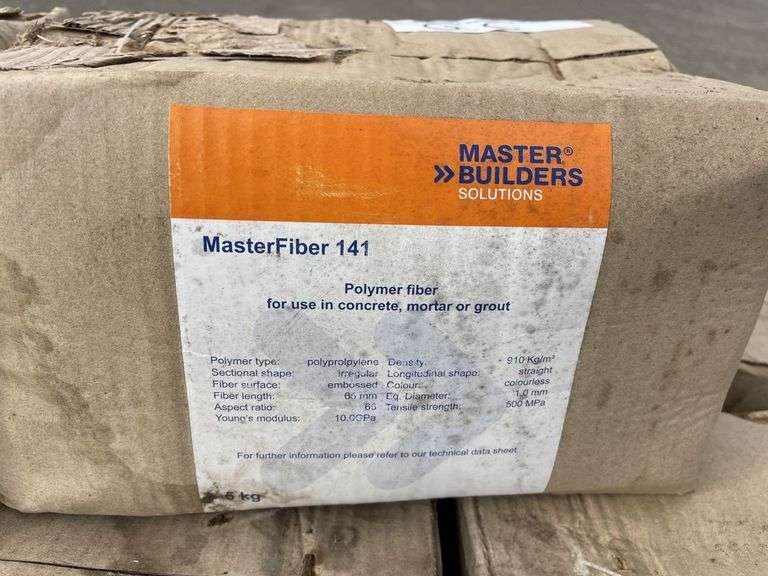 MASTER®
BUILDERS
SOLUTIONS
MasterFiber 141
Polymer fiber
for use in concrete, mortar or grout
Polymer type: polyprolpylene Density: 910 Kg/m³
Sectional shape: irregular Longitudinal shape: straight
Fiber surface: embossed Colour: colourless
Fiber length: 65 mm Eq. Diameter: 1.0 mm
Aspect ratio: 65 Tensile strength: 500 MPa
Young's modulus: 10.0GPa
For further information please refer to our technical data sheet
5 kg